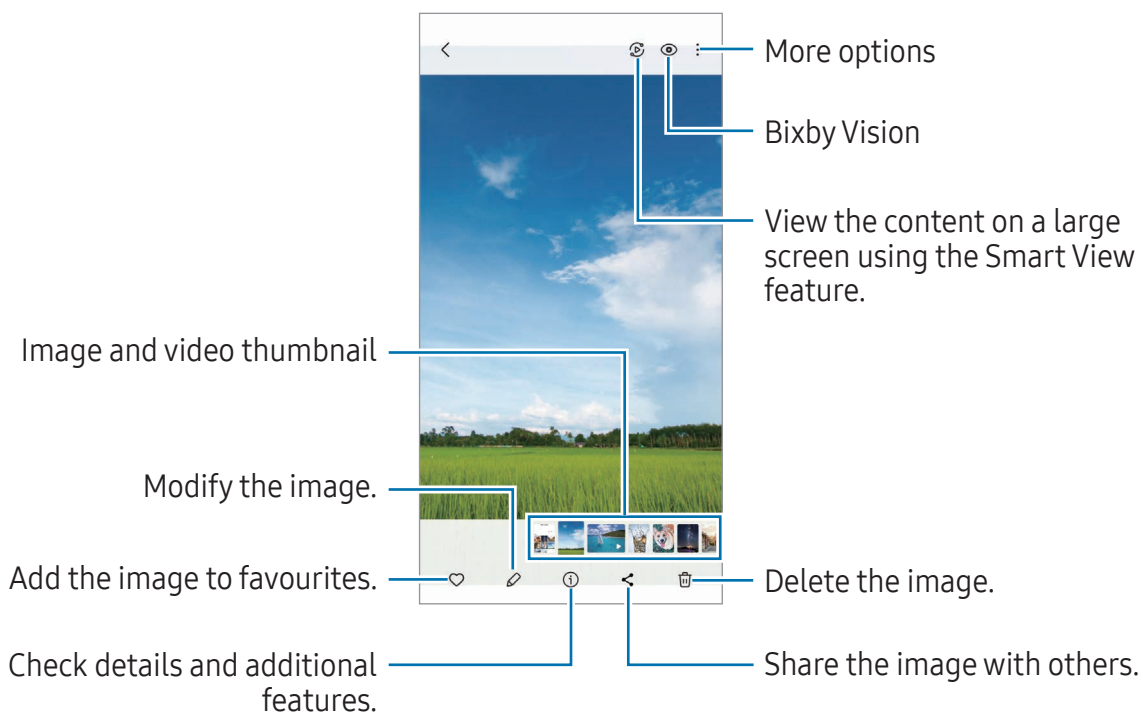 More options
Bixby Vision
View the content on a large
screen using the Smart View
feature.
Image and video thumbnail
Modify the image.
Add the image to favourites.
Delete the image.
Check details and additional
features.
Share the image with others.